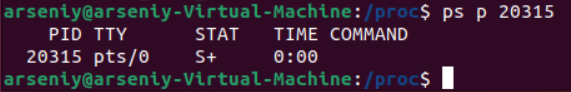 arseniy@arseniy-Virtual-Machine:/proc$ ps p 20315
    PID TTY      STAT   TIME COMMAND
  20315 pts/0    S+     0:00
arseniy@arseniy-Virtual-Machine:/proc$